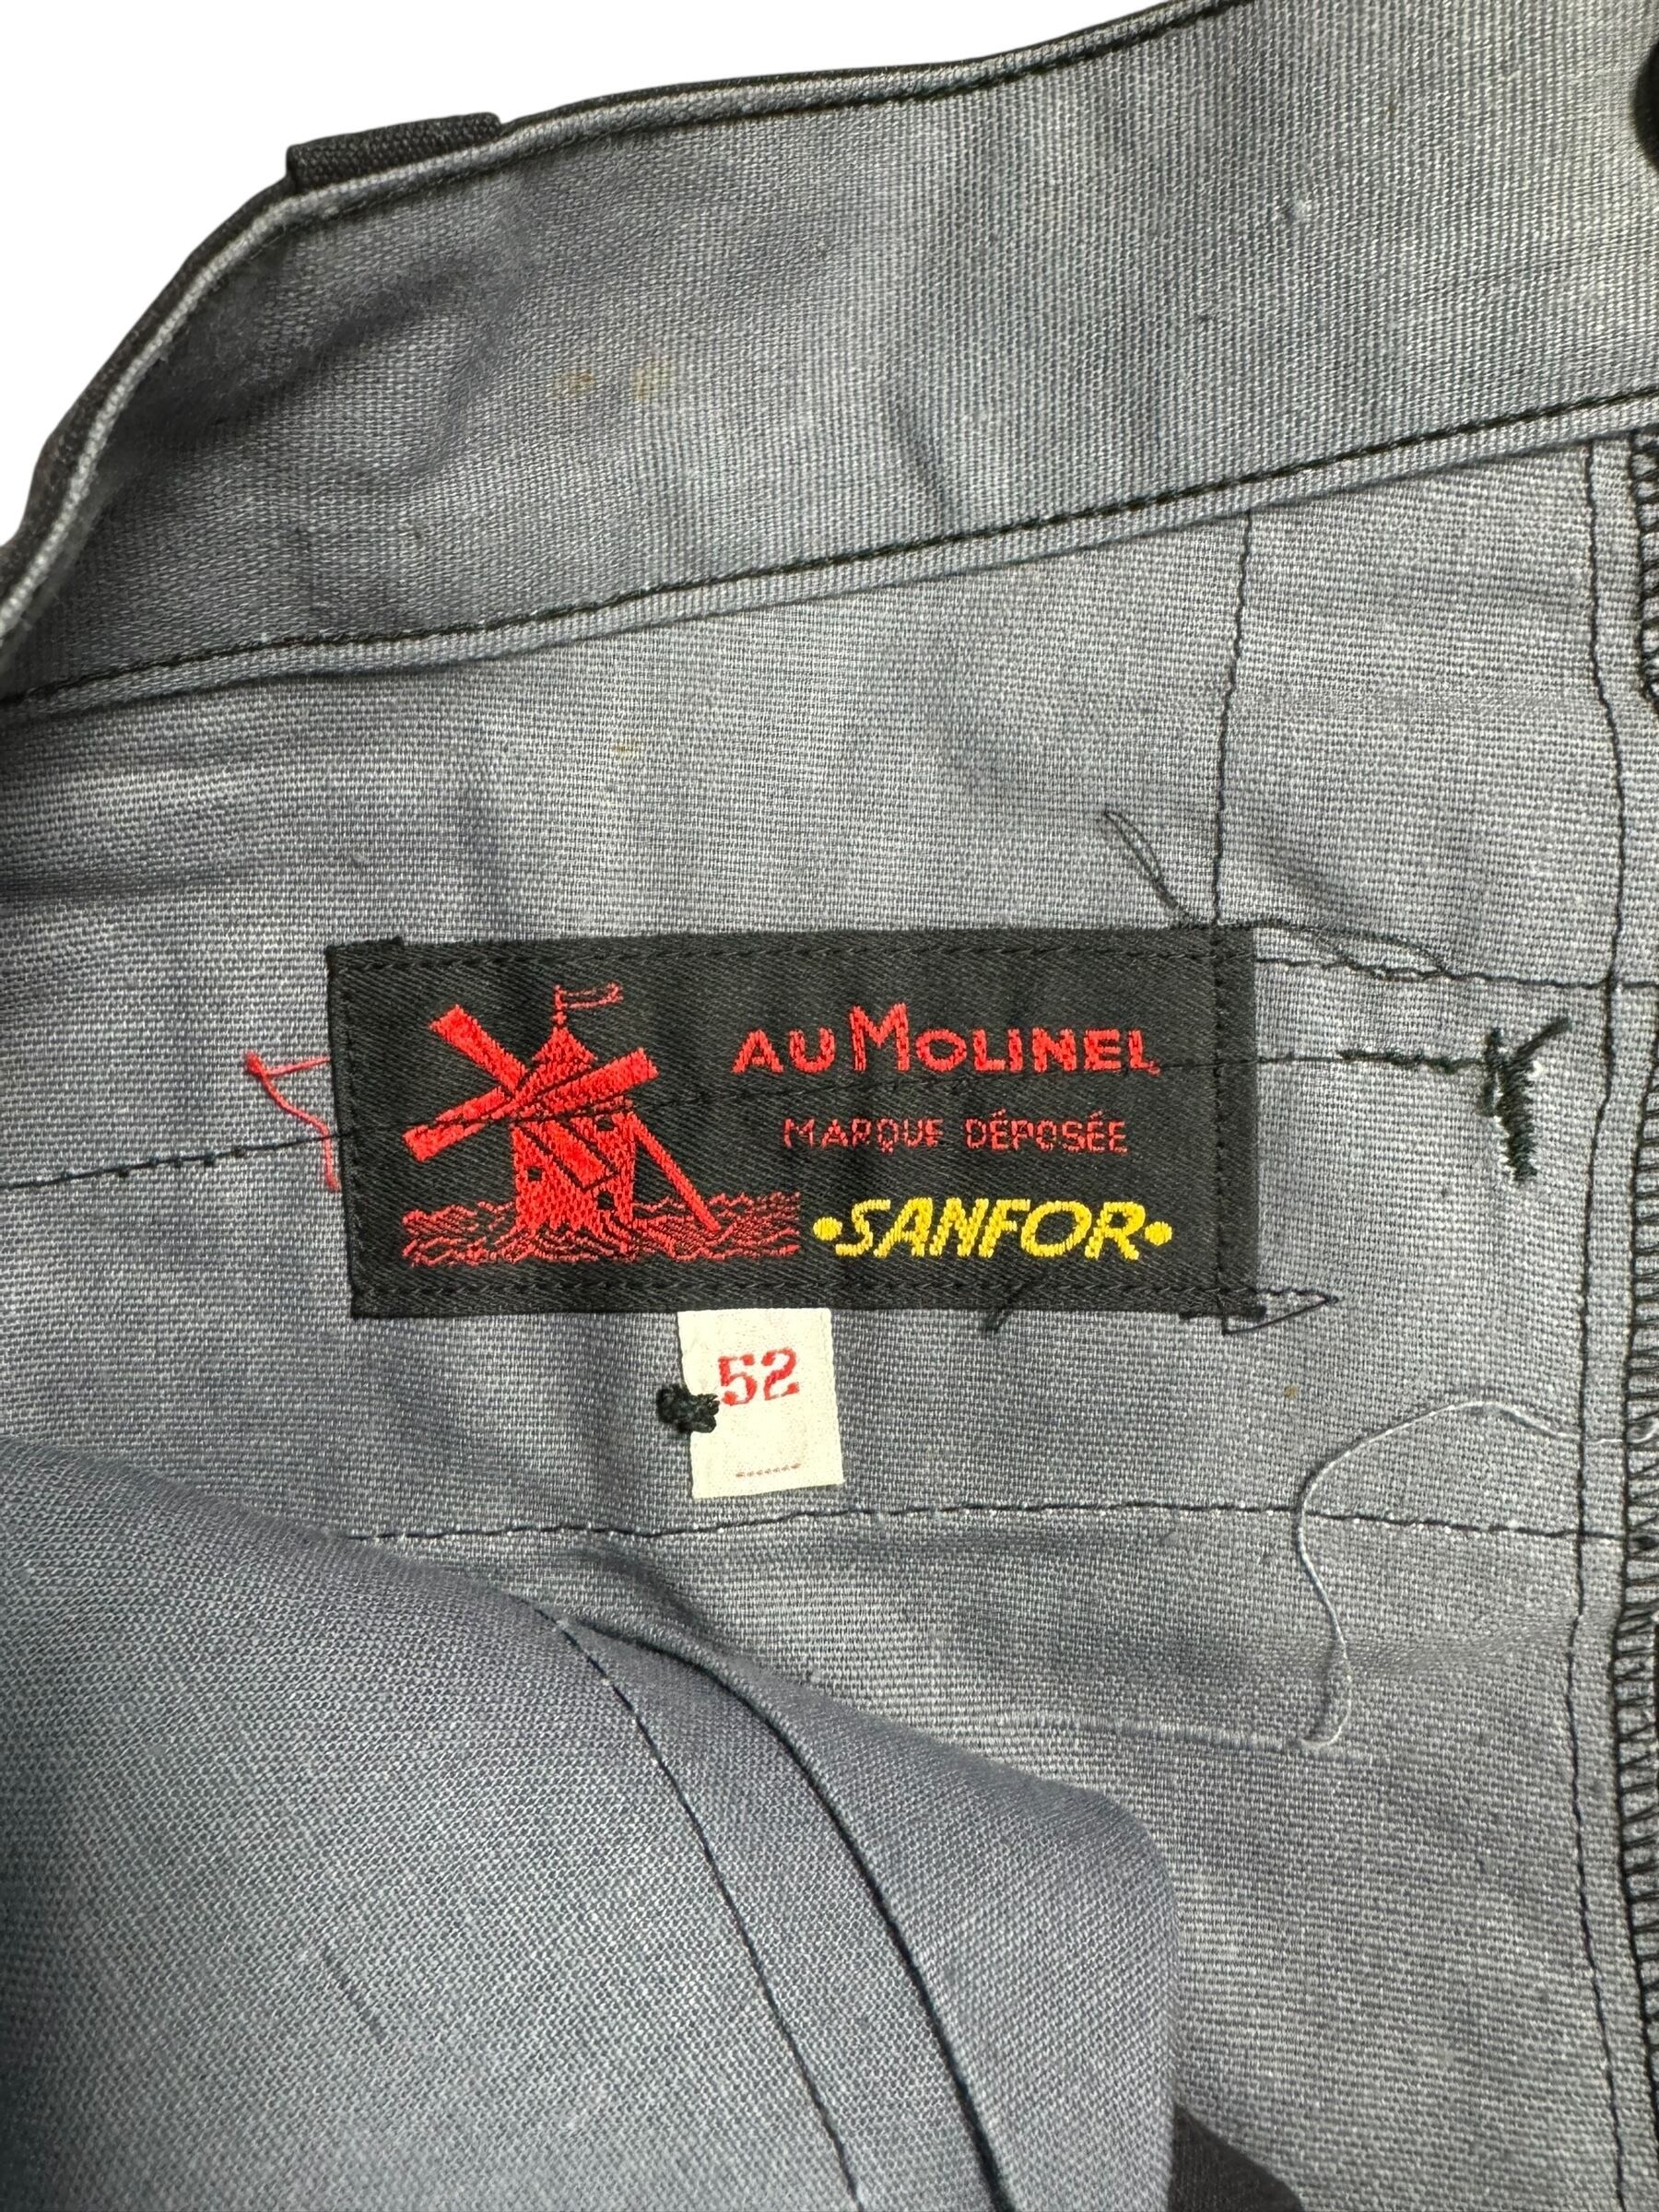 AU MOLINEL
MARQUE DÉPOSÉE
•SANFOR•
52